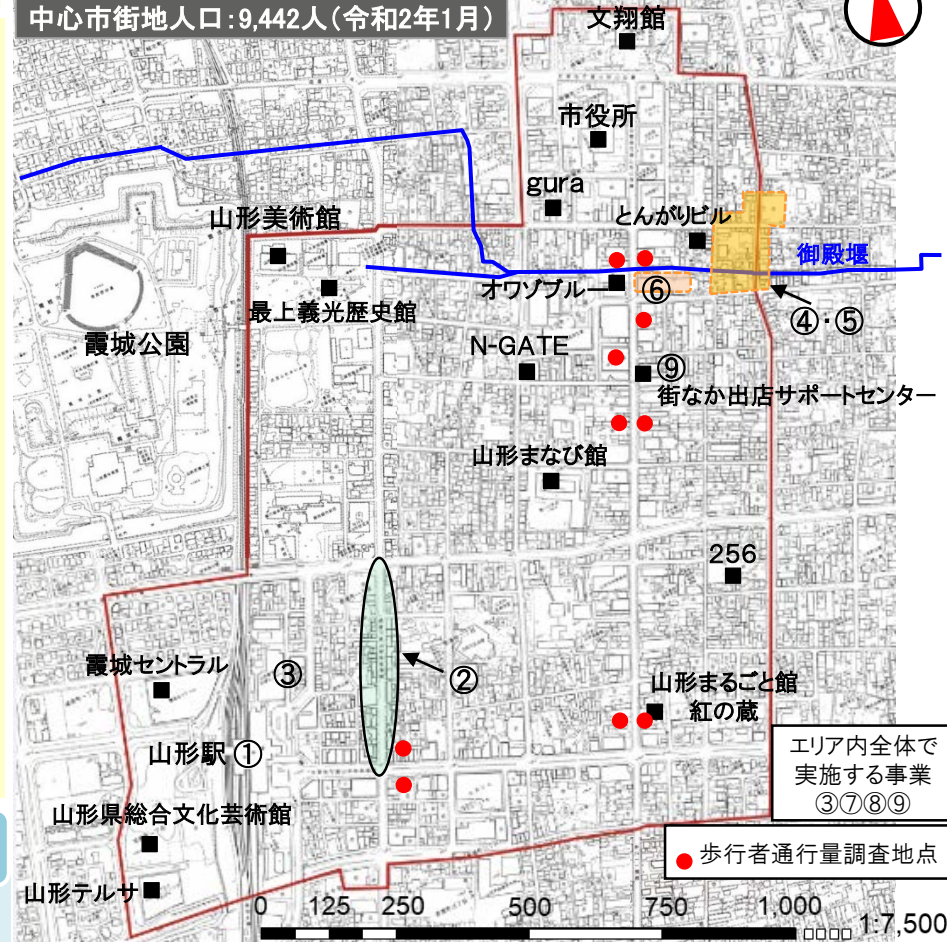 中心市街地人口：9,442人（令和2年1月）
文翔館
市役所
gura
とんがりビル
山形美術館
御殿堰
オワゾブルー
⑥
最上義光歴史館
④・⑤
霞城公園
N-GATE
⑨
街なか出店サポートセンター
山形まなび館
256
霞城セントラル
③
②
山形まるごと館
紅の蔵
山形駅①
エリア内全体で
実施する事業
③⑦⑧⑨
山形県総合文化芸術館
歩行者通行量調査地点
山形テルサ
0 125 250 500 750 1,000
1:7,500